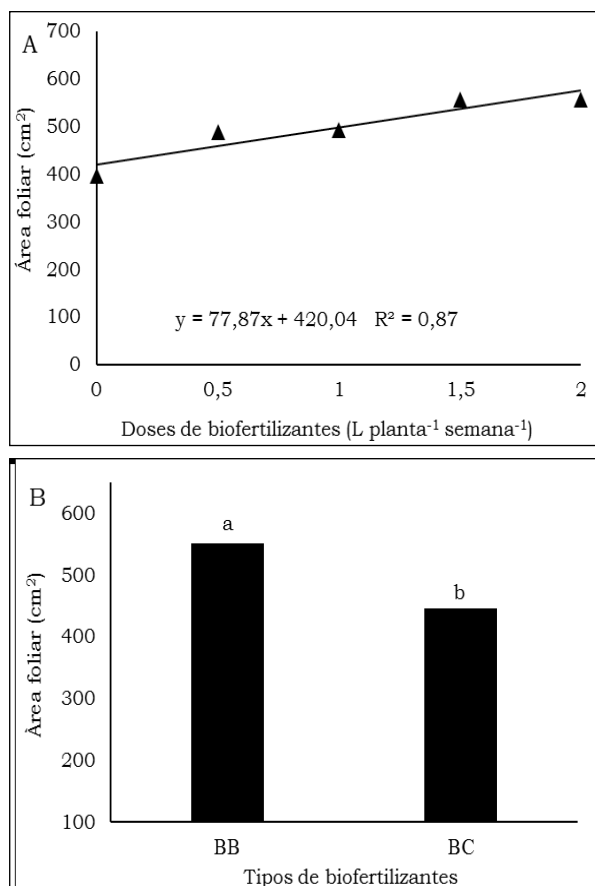 A
700
600
500
400
300
200
100
0
Área foliar (cm²)
y = 77,87x + 420,04 R² = 0,87
0 0,5 1 1,5 2
Doses de biofertilizantes (L planta⁻¹ semana⁻¹)
B
600
500
400
300
200
100
Àrea foliar (cm²)
a
b
BB BC
Tipos de biofertilizantes